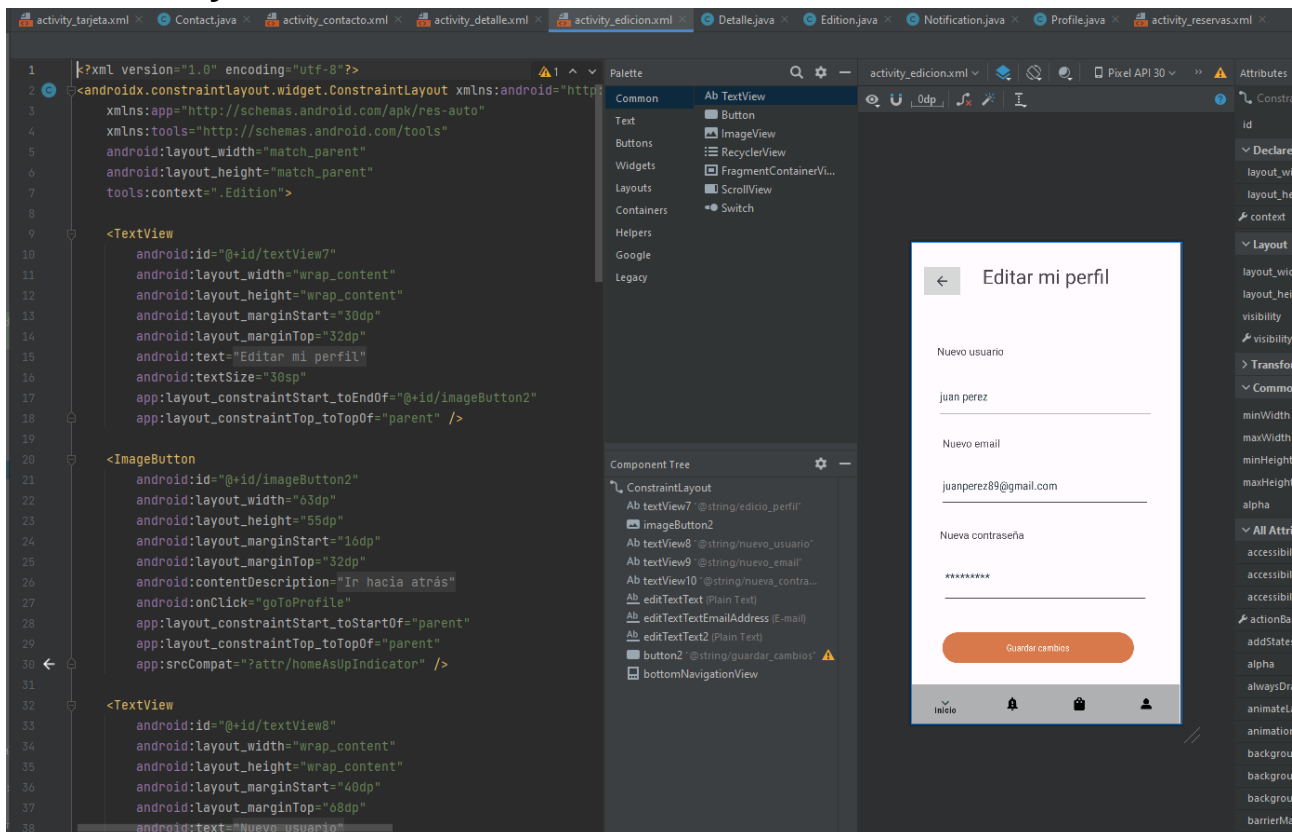 activity_tarjeta.xml Contact.java activity_contacto.xml activity_detalle.xml activity_edicion.xml Detalle.java Edition.java Notification.java Profile.java activity_reservas.xml
1 <?xml version="1.0" encoding="utf-8"?>
2 <androidx.constraintlayout.widget.ConstraintLayout xmlns:android="http:
3 xmlns:app="http://schemas.android.com/apk/res-auto"
4 xmlns:tools="http://schemas.android.com/tools"
5 android:layout_width="match_parent"
6 android:layout_height="match_parent"
7 tools:context=".Edition">
8
9 <TextView
10 android:id="@+id/textView7"
11 android:layout_width="wrap_content"
12 android:layout_height="wrap_content"
13 android:layout_marginStart="30dp"
14 android:layout_marginTop="32dp"
15 android:text="Editar mi perfil"
16 android:textSize="30sp"
17 app:layout_constraintStart_toEndOf="@+id/imageButton2"
18 app:layout_constraintTop_toTopOf="parent" />
19
20 <ImageButton
21 android:id="@+id/imageButton2"
22 android:layout_width="63dp"
23 android:layout_height="55dp"
24 android:layout_marginStart="16dp"
25 android:layout_marginTop="32dp"
26 android:contentDescription="Ir hacia atrás"
27 android:onClick="goToProfile"
28 app:layout_constraintStart_toStartOf="parent"
29 app:layout_constraintTop_toTopOf="parent"
30 app:srcCompat="?attr/homeAsUpIndicator" />
31
32 <TextView
33 android:id="@+id/textView8"
34 android:layout_width="wrap_content"
35 android:layout_height="wrap_content"
36 android:layout_marginStart="40dp"
37 android:layout_marginTop="68dp"
38 android:text="Nuevo usuario"
1
Palette
Common
Text
Buttons
Widgets
Layouts
Containers
Helpers
Google
Legacy
Ab TextView
Button
ImageView
RecyclerView
FragmentContainerVi...
ScrollView
Switch
Component Tree
ConstraintLayout
Ab textView7 "@string/edicio_perfil"
imageButton2
Ab textView8 "@string/nuevo_usuario"
Ab textView9 "@string/nuevo_email"
Ab textView10 "@string/nueva_contra...
Ab editTextText (Plain Text)
Ab editTextTextEmailAddress (E-mail)
Ab editTextText2 (Plain Text)
button2 "@string/guardar_cambios"
bottomNavigationView
activity_edicion.xml Pixel API 30 »
0dp
Editar mi perfil
Nuevo usuario
juan perez
Nuevo email
juanperez89@gmail.com
Nueva contraseña
*********
Guardar cambios
Inicio
Attributes
Constra
id
Declare
layout_wi
layout_he
context
Layout
layout_wid
layout_hei
visibility
visibility
Transfo
Commo
minWidth
maxWidth
minHeight
maxHeight
alpha
All Attri
accessibil
accessibil
accessibil
actionBa
addStates
alpha
alwaysDr
animateLa
animation
backgrou
backgrou
backgrou
barrierMa